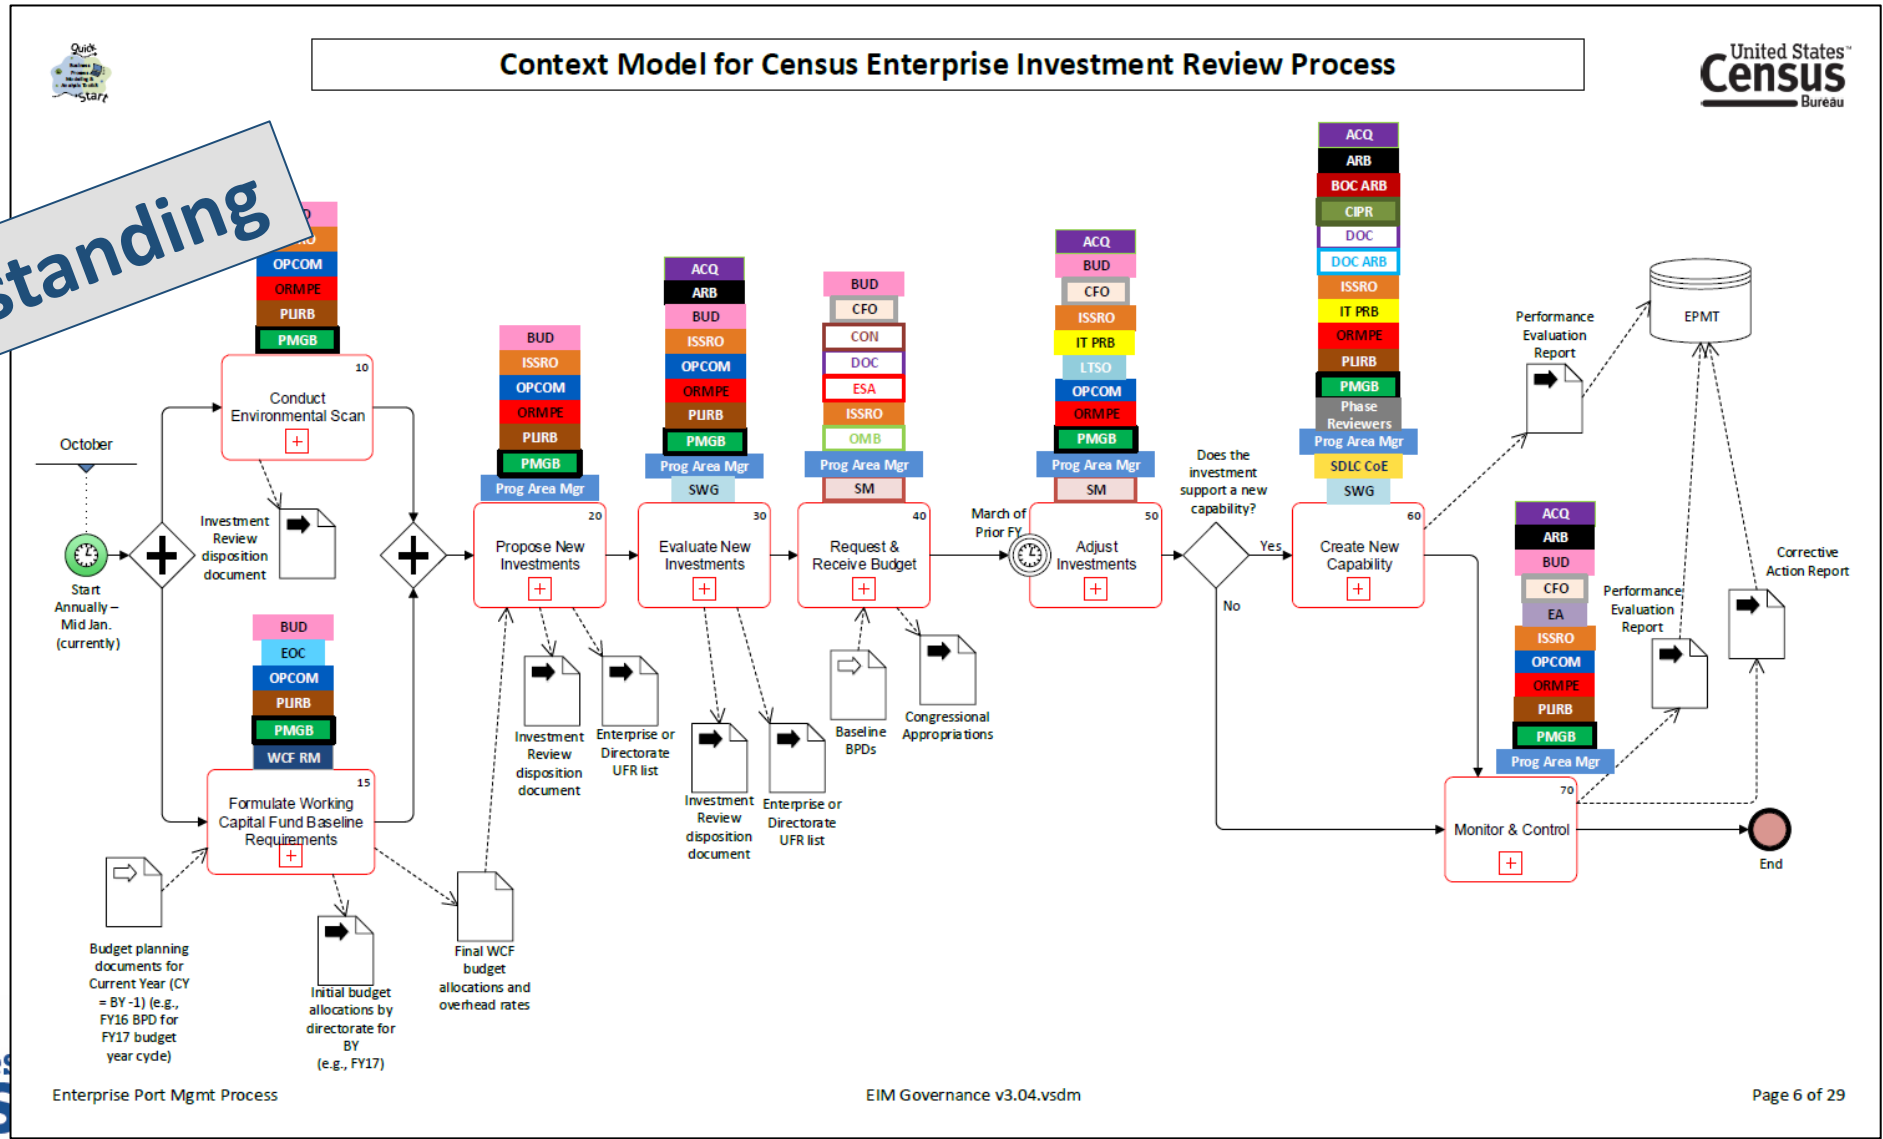 Quick
Start
Context Model for Census Enterprise Investment Review Process
United States™
Census
Bureau
standing
OPCOM
ORMPE
PLIRB
PMGB
10
Conduct
Environmental Scan
October
Start
Annually –
Mid Jan.
(currently)
Investment
Review
disposition
document
BUD
EOC
OPCOM
PLIRB
PMGB
WCF RM
15
Formulate Working
Capital Fund Baseline
Requirements
Budget planning
documents for
Current Year (CY
= BY -1) (e.g.,
FY16 BPD for
FY17 budget
year cycle)
Initial budget
allocations by
directorate for
BY
(e.g., FY17)
Final WCF
budget
allocations and
overhead rates
BUD
ISSRO
OPCOM
ORMPE
PLIRB
PMGB
Prog Area Mgr
20
Propose New
Investments
Investment
Review
disposition
document
Enterprise or
Directorate
UFR list
ACQ
ARB
BUD
ISSRO
OPCOM
ORMPE
PLIRB
PMGB
Prog Area Mgr
SWG
30
Evaluate New
Investments
Investment
Review
disposition
document
Enterprise or
Directorate
UFR list
BUD
CFO
CON
DOC
ESA
ISSRO
OMB
Prog Area Mgr
SM
40
Request &
Receive Budget
Baseline
BPDs
Congressional
Appropriations
March of
Prior FY
ACQ
BUD
CFO
ISSRO
IT PRB
LTSO
OPCOM
ORMPE
PMGB
Prog Area Mgr
SM
50
Adjust
Investments
Does the
investment
support a new
capability?
Yes
No
ACQ
ARB
BOC ARB
CIPR
DOC
DOC ARB
ISSRO
IT PRB
ORMPE
PLIRB
PMGB
Phase
Reviewers
Prog Area Mgr
SDLC CoE
SWG
60
Create New
Capability
Performance
Evaluation
Report
EPMT
ACQ
ARB
BUD
CFO
EA
ISSRO
OPCOM
ORMPE
PLIRB
PMGB
Prog Area Mgr
70
Monitor & Control
Performance
Evaluation
Report
Corrective
Action Report
End
Enterprise Port Mgmt Process
EIM Governance v3.04.vsdm
Page 6 of 29